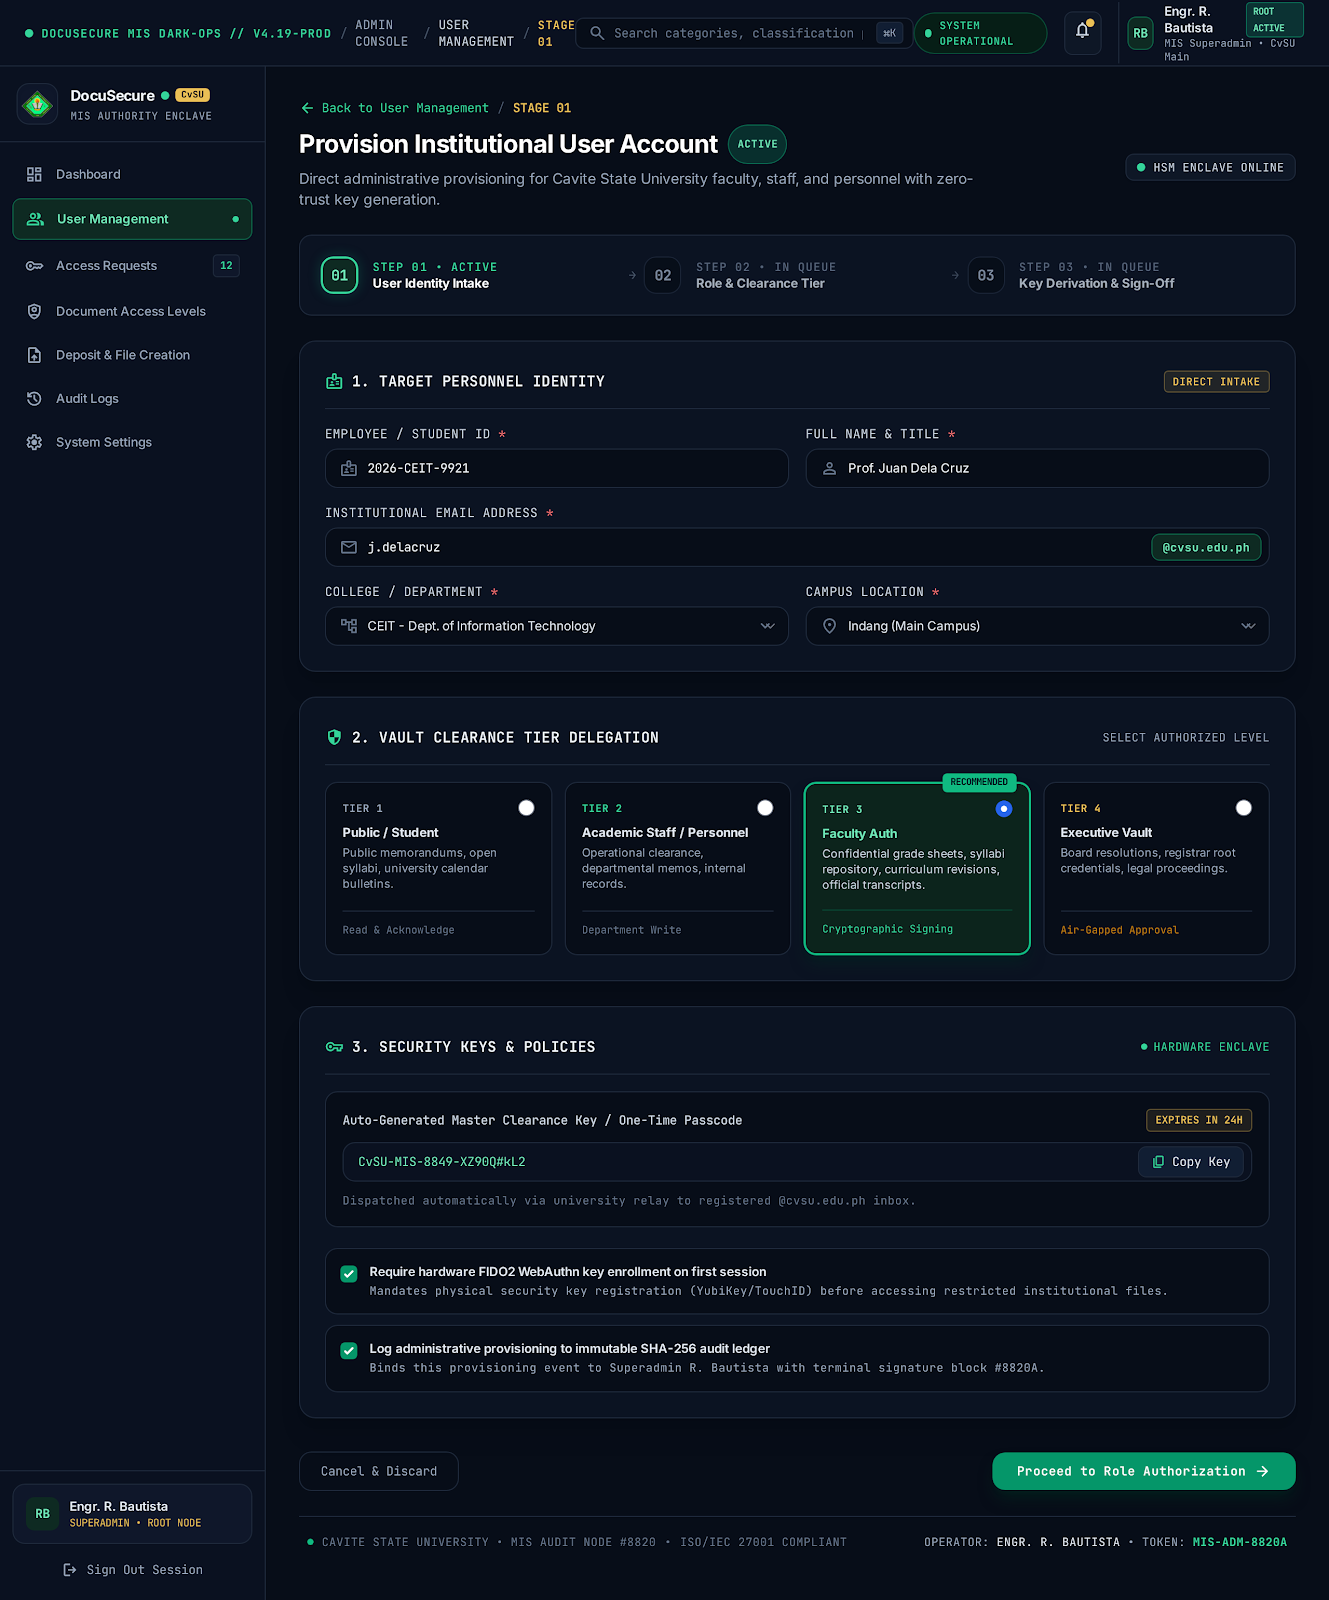 DOCUSECURE MIS DARK-OPS // V4.19-PROD / ADMIN CONSOLE / USER MANAGEMENT / STAGE 01
Search categories, classification
⌘K
SYSTEM OPERATIONAL
RB
Engr. R. Bautista
ROOT ACTIVE
MIS Superadmin • CvSU Main
DocuSecure CvSU
MIS AUTHORITY ENCLAVE
Dashboard
User Management
Access Requests 12
Document Access Levels
Deposit & File Creation
Audit Logs
System Settings
← Back to User Management / STAGE 01
Provision Institutional User Account ACTIVE
Direct administrative provisioning for Cavite State University faculty, staff, and personnel with zero-
trust key generation.
HSM ENCLAVE ONLINE
01 STEP 01 • ACTIVE
User Identity Intake
→ 02 STEP 02 • IN QUEUE
Role & Clearance Tier
→ 03 STEP 03 • IN QUEUE
Key Derivation & Sign-Off
1. TARGET PERSONNEL IDENTITY
DIRECT INTAKE
EMPLOYEE / STUDENT ID *
2026-CEIT-9921
FULL NAME & TITLE *
Prof. Juan Dela Cruz
INSTITUTIONAL EMAIL ADDRESS *
j.delacruz
@cvsu.edu.ph
COLLEGE / DEPARTMENT *
CEIT - Dept. of Information Technology
CAMPUS LOCATION *
Indang (Main Campus)
2. VAULT CLEARANCE TIER DELEGATION
SELECT AUTHORIZED LEVEL
TIER 1
Public / Student
Public memorandums, open
syllabi, university calendar
bulletins.
Read & Acknowledge
TIER 2
Academic Staff / Personnel
Operational clearance,
departmental memos, internal
records.
Department Write
RECOMMENDED
TIER 3
Faculty Auth
Confidential grade sheets, syllabi
repository, curriculum revisions,
official transcripts.
Cryptographic Signing
TIER 4
Executive Vault
Board resolutions, registrar root
credentials, legal proceedings.
Air-Gapped Approval
3. SECURITY KEYS & POLICIES
HARDWARE ENCLAVE
Auto-Generated Master Clearance Key / One-Time Passcode
EXPIRES IN 24H
CvSU-MIS-8849-XZ90Q#kL2
Copy Key
Dispatched automatically via university relay to registered @cvsu.edu.ph inbox.
Require hardware FIDO2 WebAuthn key enrollment on first session
Mandates physical security key registration (YubiKey/TouchID) before accessing restricted institutional files.
Log administrative provisioning to immutable SHA-256 audit ledger
Binds this provisioning event to Superadmin R. Bautista with terminal signature block #8820A.
Cancel & Discard
Proceed to Role Authorization →
RB
Engr. R. Bautista
SUPERADMIN • ROOT NODE
Sign Out Session
CAVITE STATE UNIVERSITY • MIS AUDIT NODE #8820 • ISO/IEC 27001 COMPLIANT
OPERATOR: ENGR. R. BAUTISTA • TOKEN: MIS-ADM-8820A